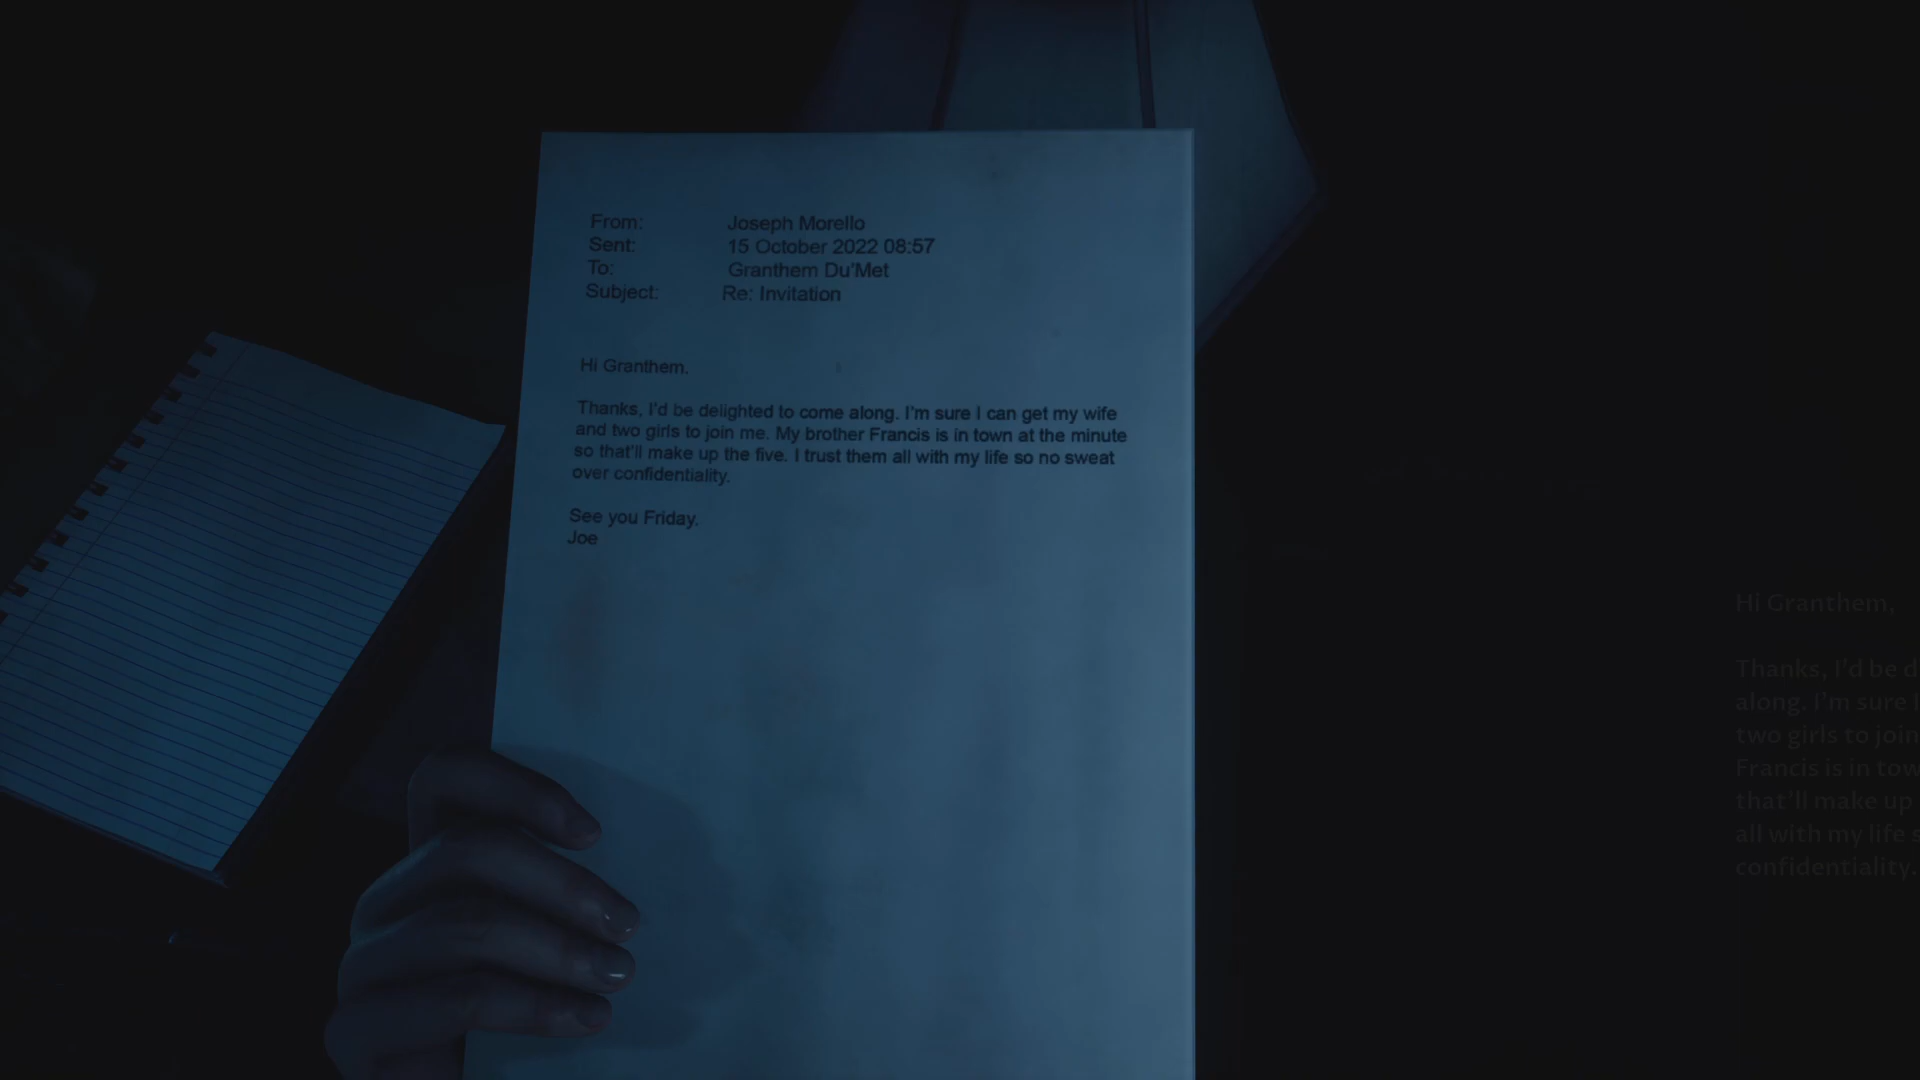 From: Joseph Morello
Sent: 15 October 2022 08:57
To: Granthem Du'Met
Subject: Re: Invitation
Hi Granthem.
Thanks, I'd be delighted to come along. I'm sure I can get my wife
and two girls to join me. My brother Francis is in town at the minute
so that'll make up the five. I trust them all with my life so no sweat
over confidentiality.
See you Friday.
Joe
Hi Granthem,
Thanks, I'd be d
along. I'm sure I
two girls to join
Francis is in tow
that'll make up
all with my life s
confidentiality.